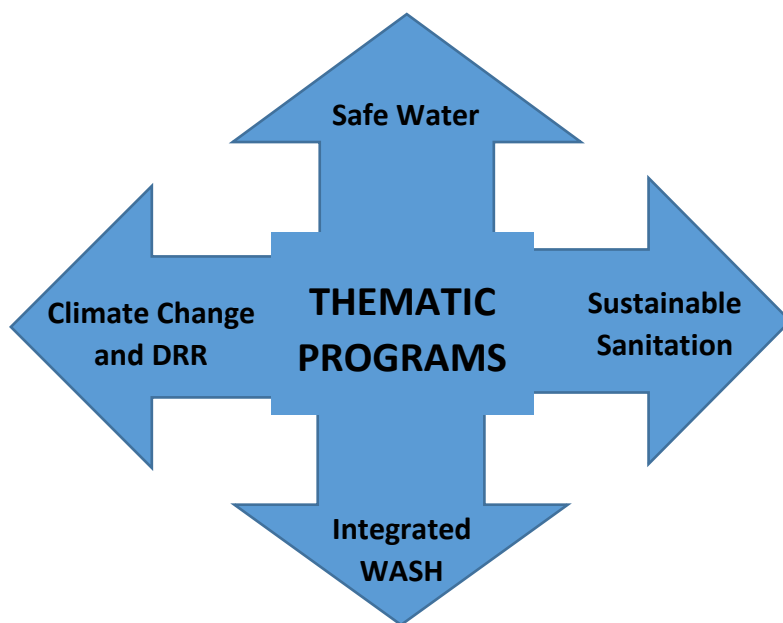 Safe Water
THEMATIC
PROGRAMS
Climate Change
and DRR
Sustainable
Sanitation
Integrated
WASH